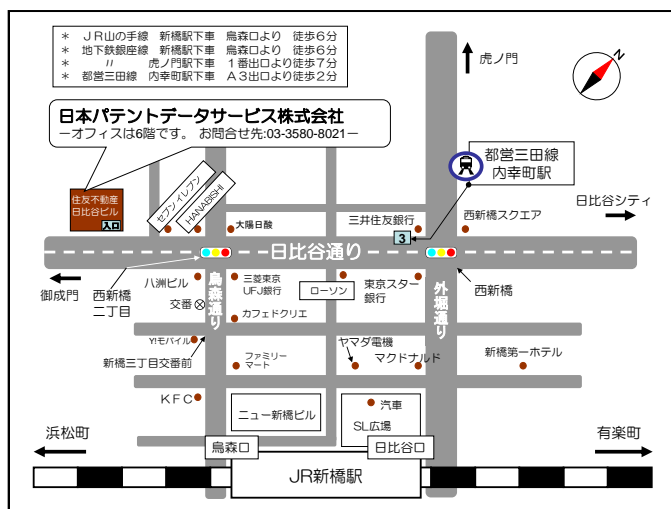 ＊ ＪＲ山の手線 新橋駅下車 烏森口より 徒歩６分
＊ 地下鉄銀座線 新橋駅下車 烏森口より 徒歩６分
＊ 〃 虎ノ門駅下車 １番出口より徒歩７分
＊ 都営三田線 内幸町駅下車 Ａ３出口より徒歩２分
虎ノ門
N
日本パテントデータサービス株式会社
－オフィスは6階です。 お問合せ先:03-3580-8021－
都営三田線
内幸町駅
住友不動産
日比谷ビル
入口
セブンイレブン
HANABISHI
大陽日酸
三井住友銀行
3
西新橋スクエア
日比谷シティ
日比谷通り
御成門
西新橋
二丁目
八洲ビル
交番
烏森通り
三菱東京
UFJ銀行
カフェドクリエ
ローソン
東京スター
銀行
外堀通り
西新橋
Y!モバイル
新橋三丁目交番前
ファミリー
マート
ヤマダ電機
マクドナルド
新橋第一ホテル
ＫＦＣ
ニュー新橋ビル
汽車
SL広場
浜松町
烏森口
日比谷口
有楽町
JR新橋駅